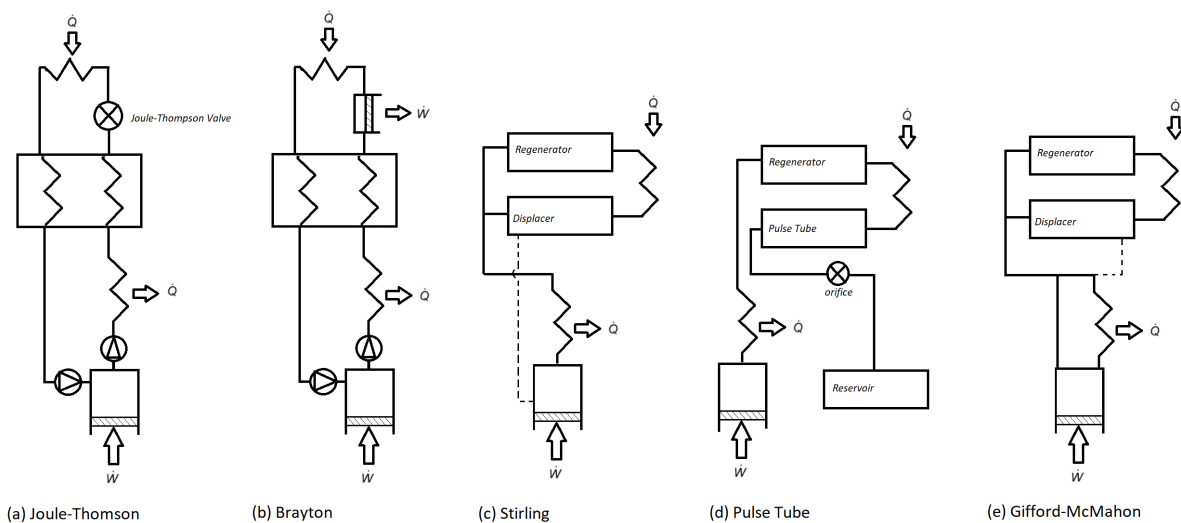 Q̇
Joule-Thompson Valve
Q̇
Ẇ
(a) Joule-Thomson
Q̇
Ẇ
Q̇
Ẇ
(b) Brayton
Q̇
Regenerator
Displacer
Q̇
Ẇ
(c) Stirling
Q̇
Regenerator
Pulse Tube
orifice
Q̇
Reservoir
Ẇ
(d) Pulse Tube
Q̇
Regenerator
Displacer
Q̇
Ẇ
(e) Gifford-McMahon